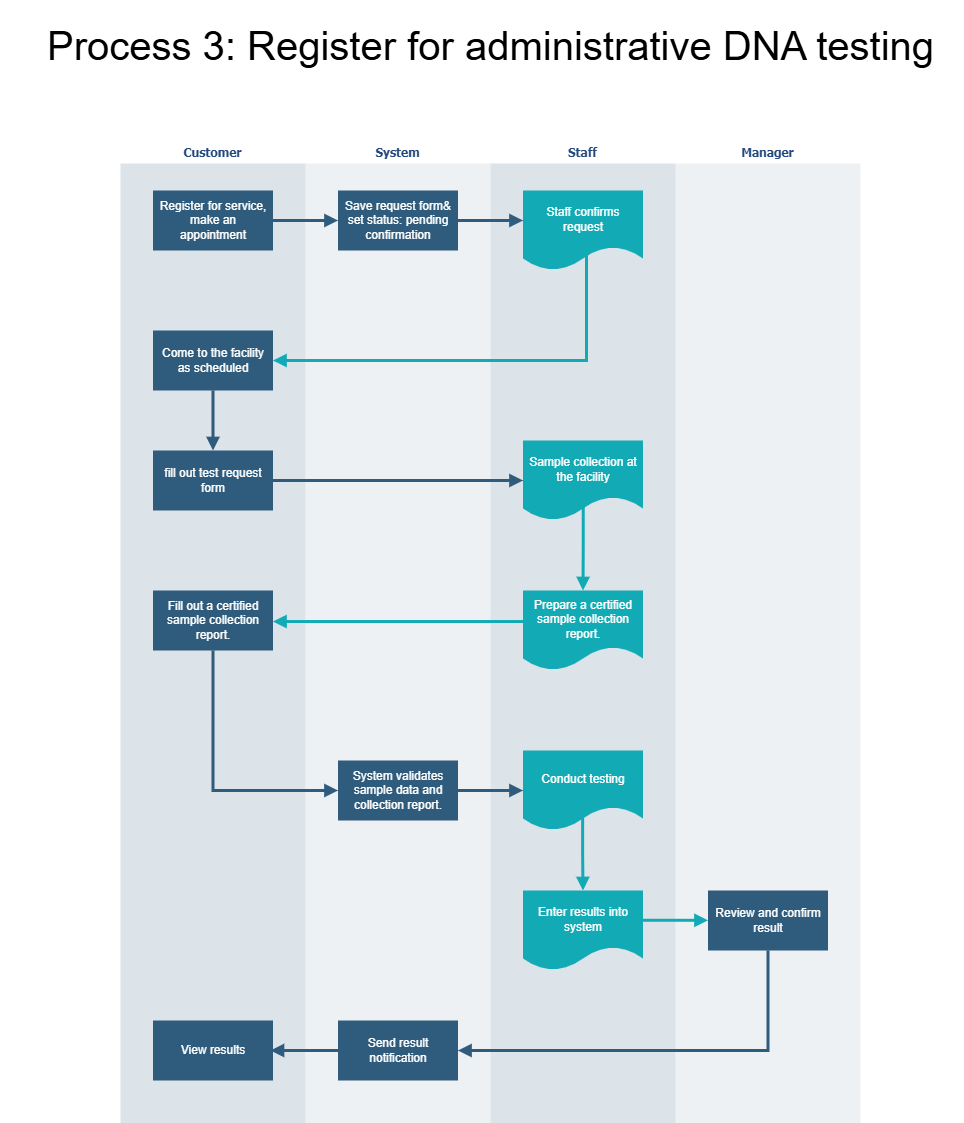 Process 3: Register for administrative DNA testing
Customer
System
Staff
Manager
Register for service,
make an
appointment
Save request form&
set status: pending
confirmation
Staff confirms
request
Come to the facility
as scheduled
fill out test request
form
Sample collection at
the facility
Fill out a certified
sample collection
report.
Prepare a certified
sample collection
report.
System validates
sample data and
collection report.
Conduct testing
Enter results into
system
Review and confirm
result
View results
Send result
notification